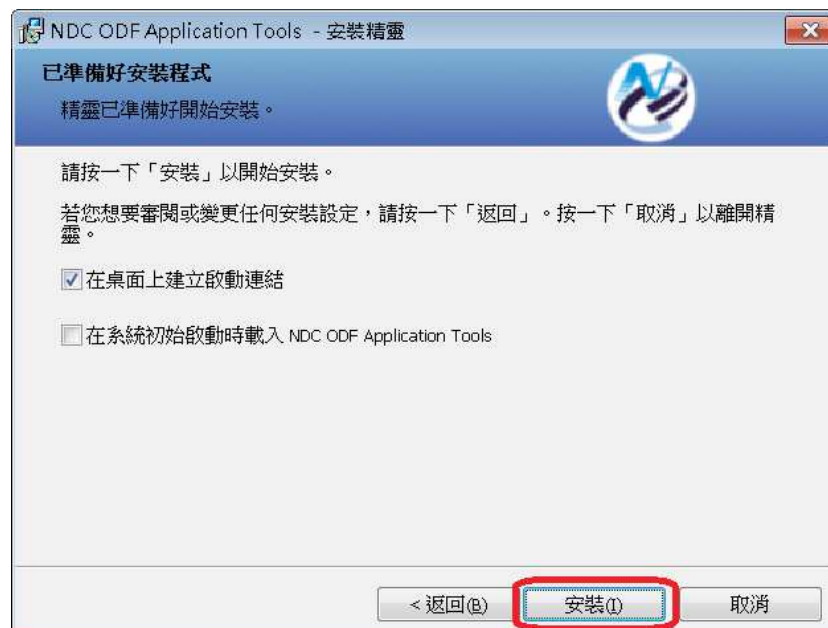 NDC ODF Application Tools - 安裝精靈
已準備好安裝程式
精靈已準備好開始安裝。
請按一下「安裝」以開始安裝。
若您想要審閱或變更任何安裝設定，請按一下「返回」。按一下「取消」以離開精
靈。
在桌面上建立啟動連結
在系統初始啟動時載入 NDC ODF Application Tools
< 返回(B) 安裝(I) 取消